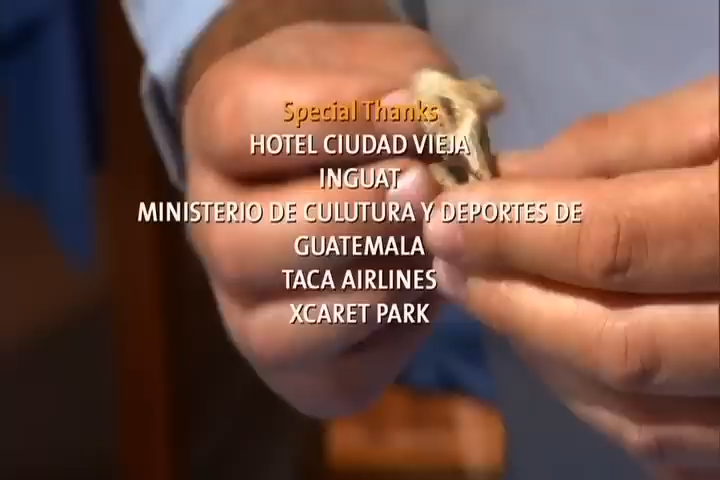 Special Thanks
HOTEL CIUDAD VIEJA
INGUAT
MINISTERIO DE CULUTURA Y DEPORTES DE
GUATEMALA
TACA AIRLINES
XCARET PARK